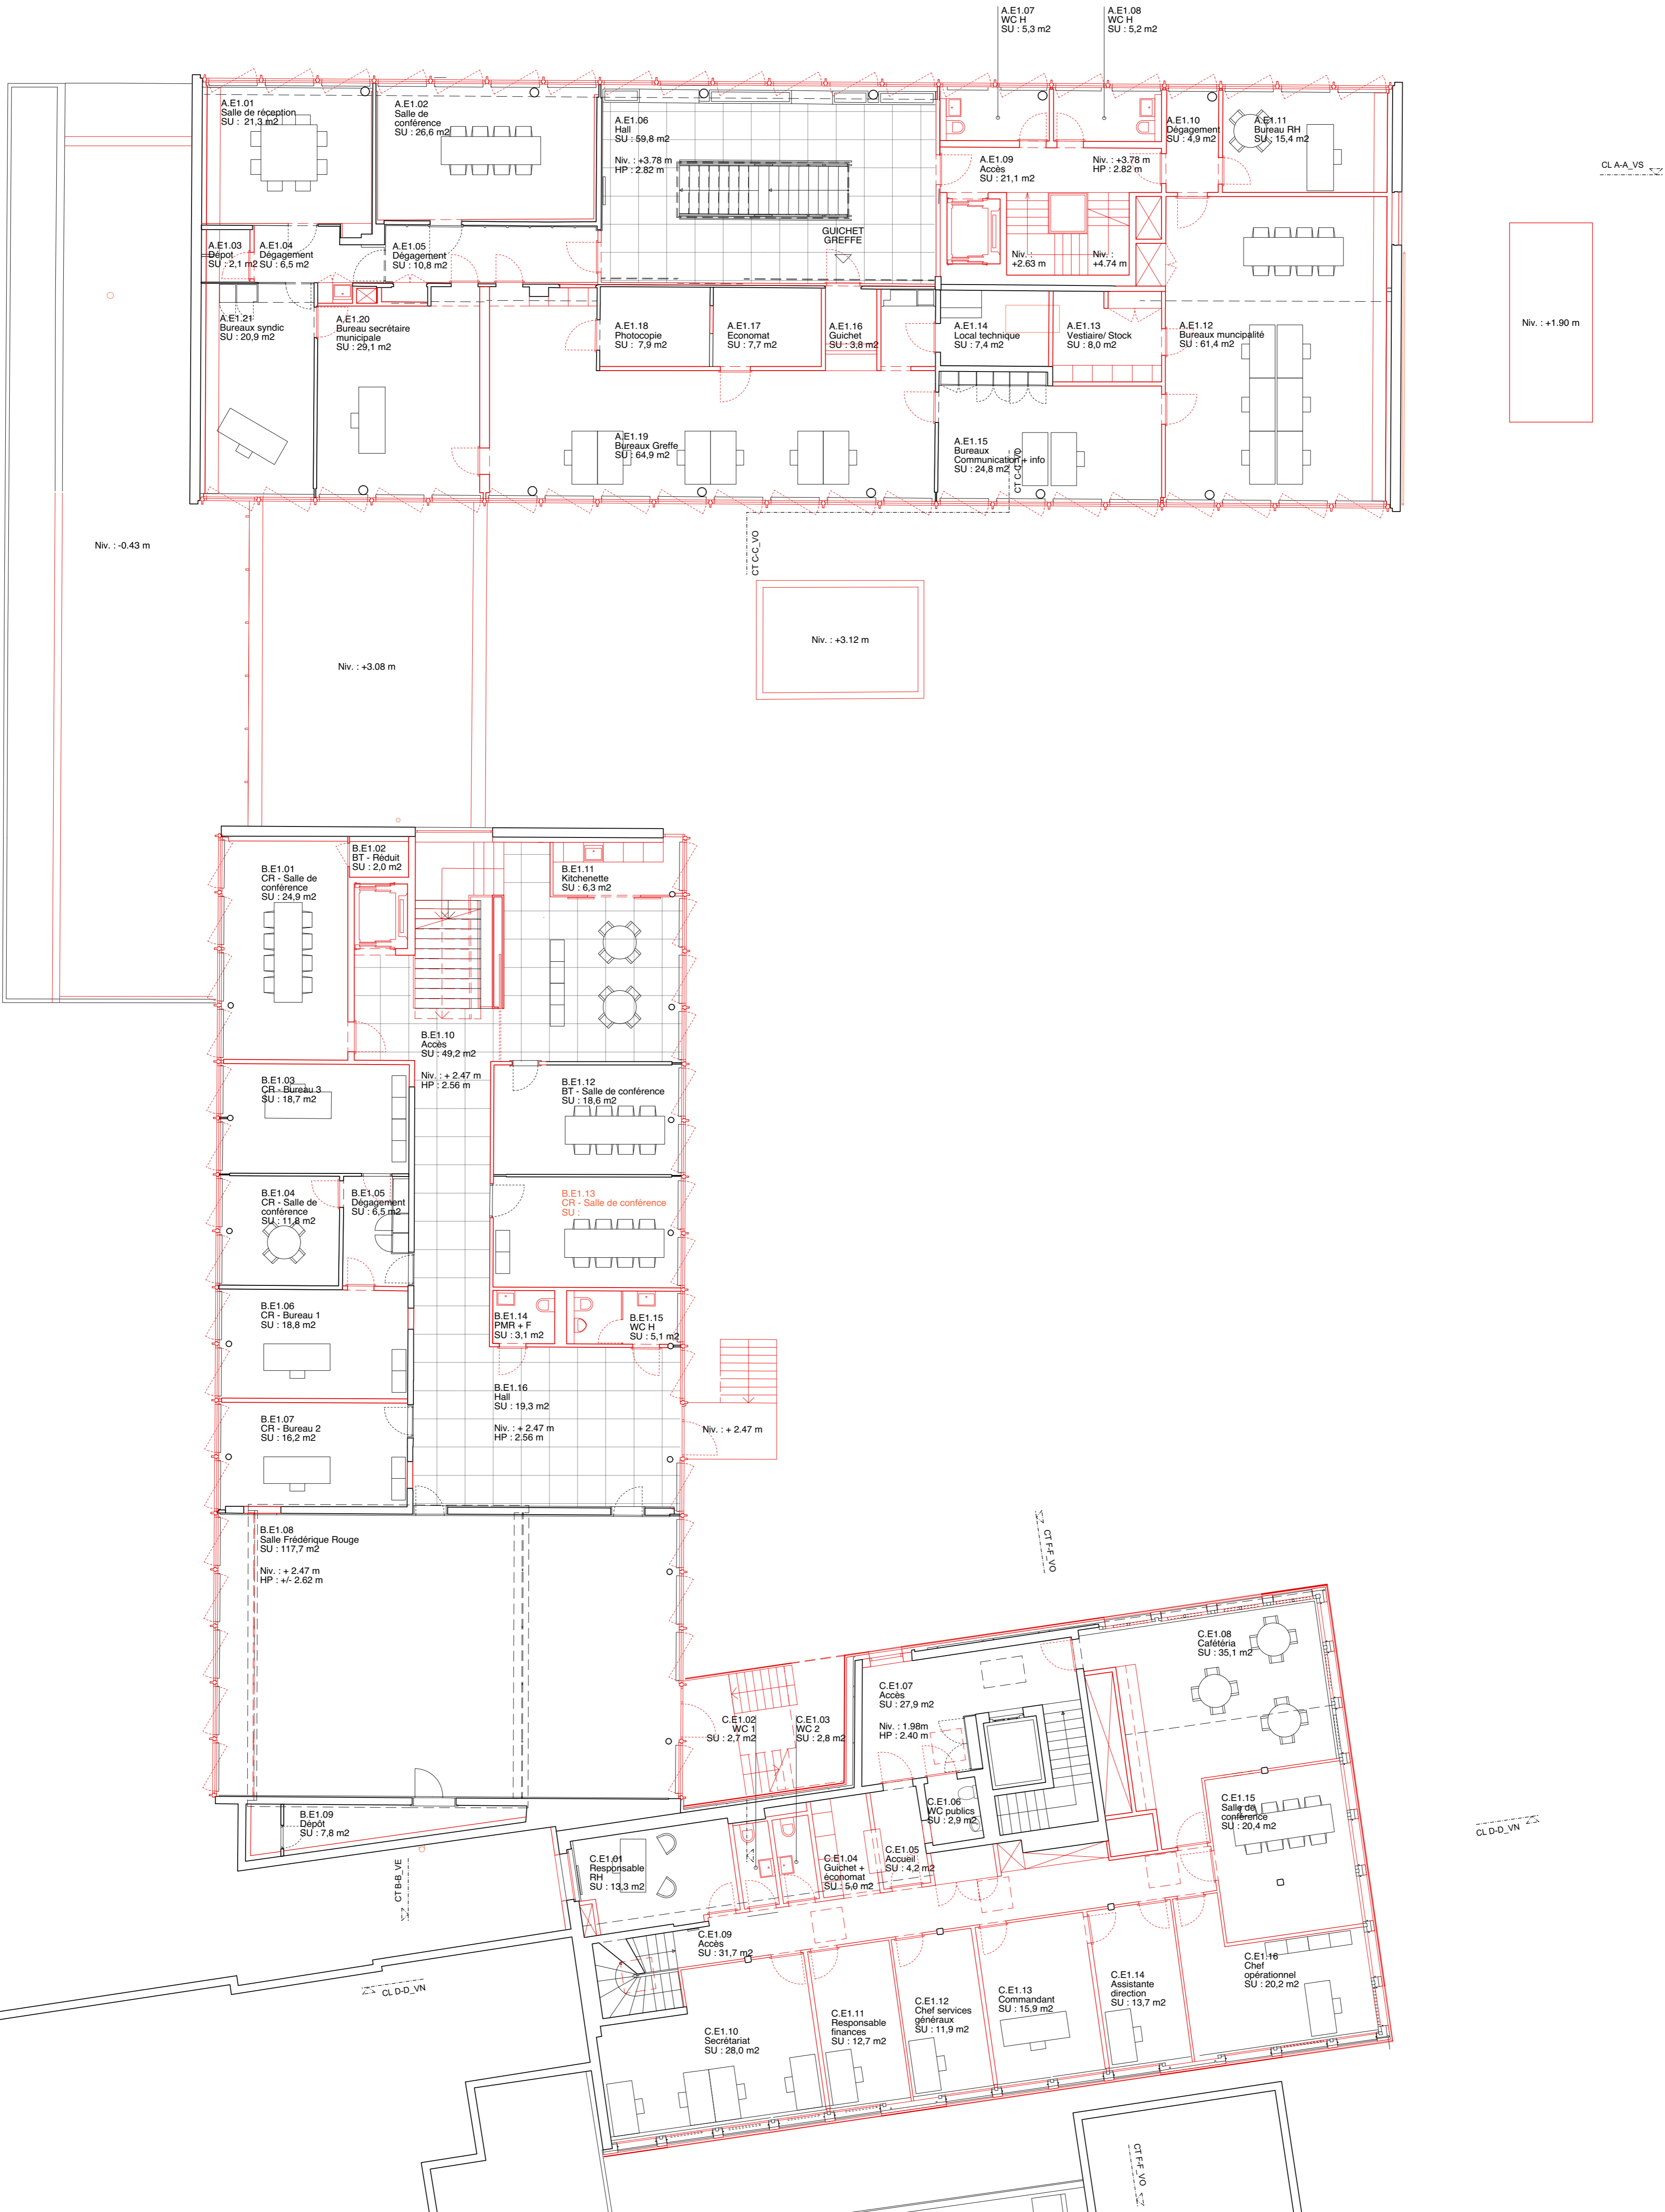 A.E1.07
WC H
SU : 5,3 m2
A.E1.08
WC H
SU : 5,2 m2
A.E1.01
Salle de réception
SU : 21,3 m2
A.E1.02
Salle de
conférence
SU : 26,6 m2
A.E1.06
Hall
SU : 59,8 m2
Niv. : +3.78 m
HP : 2.82 m
A.E1.09
Accès
SU : 21,1 m2
Niv. : +3.78 m
HP : 2.82 m
A.E1.10
Dégagement
SU : 4,9 m2
A.E1.11
Bureau RH
SU : 15,4 m2
CL A-A_VS
A.E1.03
Dépot
SU : 2,1 m2
A.E1.04
Dégagement
SU : 6,5 m2
A.E1.05
Dégagement
SU : 10,8 m2
GUICHET
GREFFE
Niv. :
+2.63 m
Niv. :
+4.74 m
A.E1.21
Bureaux syndic
SU : 20,9 m2
A.E1.20
Bureau secrétaire
municipale
SU : 29,1 m2
A.E1.18
Photocopie
SU : 7,9 m2
A.E1.17
Economat
SU : 7,7 m2
A.E1.16
Guichet
SU : 3,8 m2
A.E1.14
Local technique
SU : 7,4 m2
A.E1.13
Vestiaire/ Stock
SU : 8,0 m2
A.E1.12
Bureaux muncipalité
SU : 61,4 m2
Niv. : +1.90 m
A.E1.19
Bureaux Greffe
SU : 64,9 m2
A.E1.15
Bureaux
Communication + info
SU : 24,8 m2
CT C-C_VO
CT C-C_VO
Niv. : -0.43 m
Niv. : +3.12 m
Niv. : +3.08 m
B.E1.01
CR - Salle de
conférence
SU : 24,9 m2
B.E1.02
BT - Réduit
SU : 2,0 m2
B.E1.11
Kitchenette
SU : 6,3 m2
B.E1.10
Accès
SU : 49,2 m2
Niv. : + 2.47 m
HP : 2.56 m
B.E1.03
CR - Bureau 3
SU : 18,7 m2
B.E1.12
BT - Salle de conférence
SU : 18,6 m2
B.E1.04
CR - Salle de
conférence
SU : 11,8 m2
B.E1.05
Dégagement
SU : 6,5 m2
B.E1.13
CR - Salle de conférence
SU :
B.E1.06
CR - Bureau 1
SU : 18,8 m2
B.E1.14
PMR + F
SU : 3,1 m2
B.E1.15
WC H
SU : 5,1 m2
B.E1.07
CR - Bureau 2
SU : 16,2 m2
B.E1.16
Hall
SU : 19,3 m2
Niv. : + 2.47 m
HP : 2.56 m
Niv. : + 2.47 m
B.E1.08
Salle Frédérique Rouge
SU : 117,7 m2
Niv. : + 2.47 m
HP : +/- 2.62 m
CT F-F_VO
C.E1.08
Cafétéria
SU : 35,1 m2
C.E1.07
Accès
SU : 27,9 m2
Niv. : 1.98m
HP : 2.40 m
C.E1.02
WC 1
SU : 2,7 m2
C.E1.03
WC 2
SU : 2,8 m2
B.E1.09
Dépôt
SU : 7,8 m2
C.E1.06
WC publics
SU : 2,9 m2
C.E1.15
Salle de
conférence
SU : 20,4 m2
CL D-D_VN
CT B-B_VE
C.E1.01
Responsable
RH
SU : 13,3 m2
C.E1.04
Guichet +
économat
SU : 5,0 m2
C.E1.05
Accueil
SU : 4,2 m2
C.E1.09
Accès
SU : 31,7 m2
CL D-D_VN
C.E1.16
Chef
opérationnel
SU : 20,2 m2
C.E1.14
Assistante
direction
SU : 13,7 m2
C.E1.13
Commandant
SU : 15,9 m2
C.E1.12
Chef services
généraux
SU : 11,9 m2
C.E1.11
Responsable
finances
SU : 12,7 m2
C.E1.10
Secrétariat
SU : 28,0 m2
CT F-F_VO